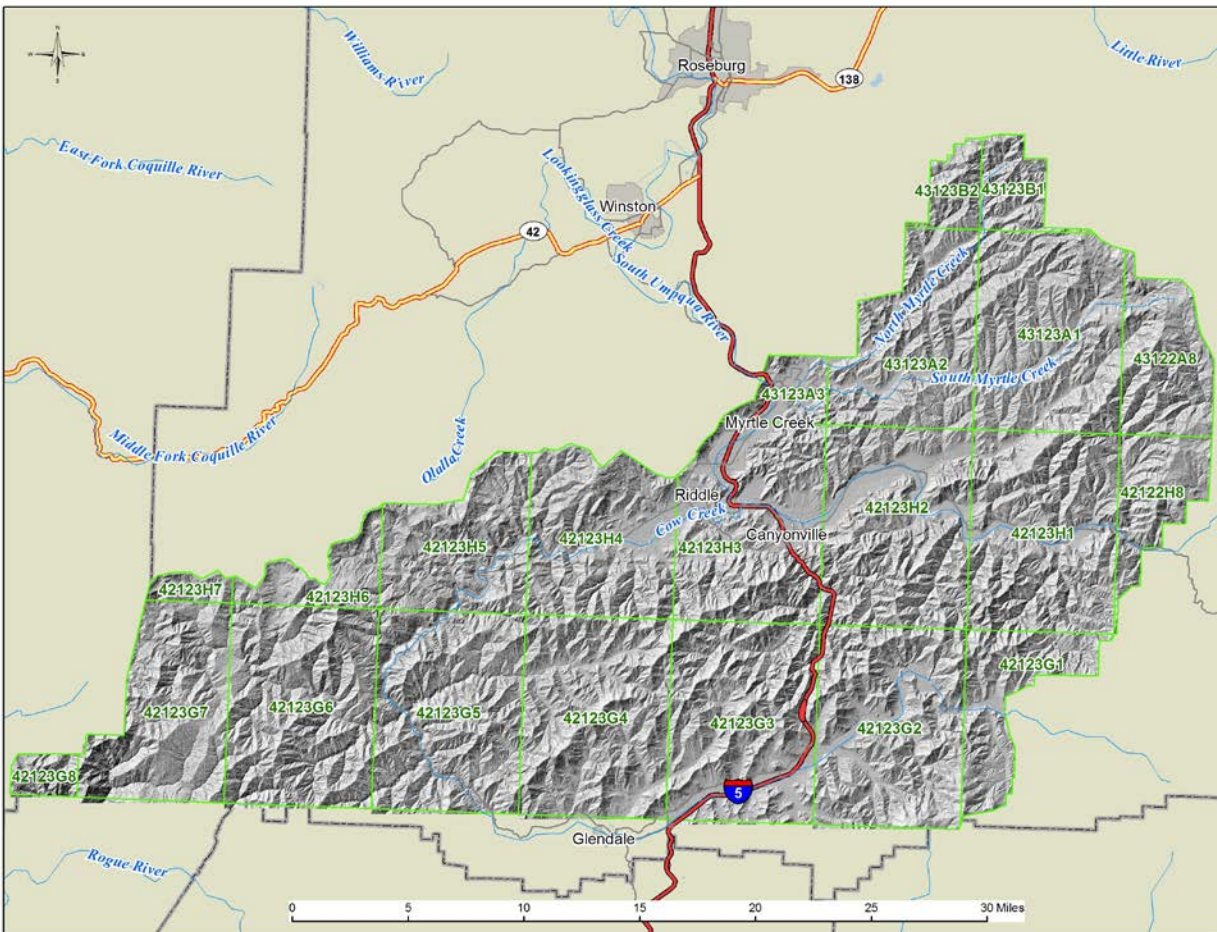 N
W
E
S
Williams River
Roseburg
138
Little River
East Fork Coquille River
Lookingglass Creek
Winston
42
43123B2
43123B1
South Umpqua River
North Myrtle Creek
43123A1
43123A2
43122A8
South Myrtle Creek
43123A3
Myrtle Creek
Middle Fork Coquille River
Olalla Creek
Riddle
42122H8
Cow Creek
42123H2
42123H5
42123H4
42123H3
Canyonville
42123H1
42123H7
42123H6
42123G1
42123G7
42123G6
42123G5
42123G4
42123G3
42123G2
42123G8
5
Glendale
Rogue River
0 5 10 15 20 25 30 Miles